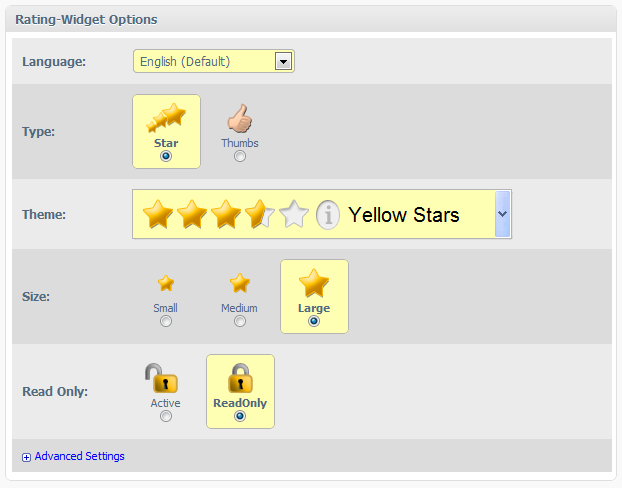 Rating-Widget Options
Language: English (Default)
Type: Star Thumbs
Theme: Yellow Stars
Size: Small Medium Large
Read Only: Active ReadOnly
Advanced Settings